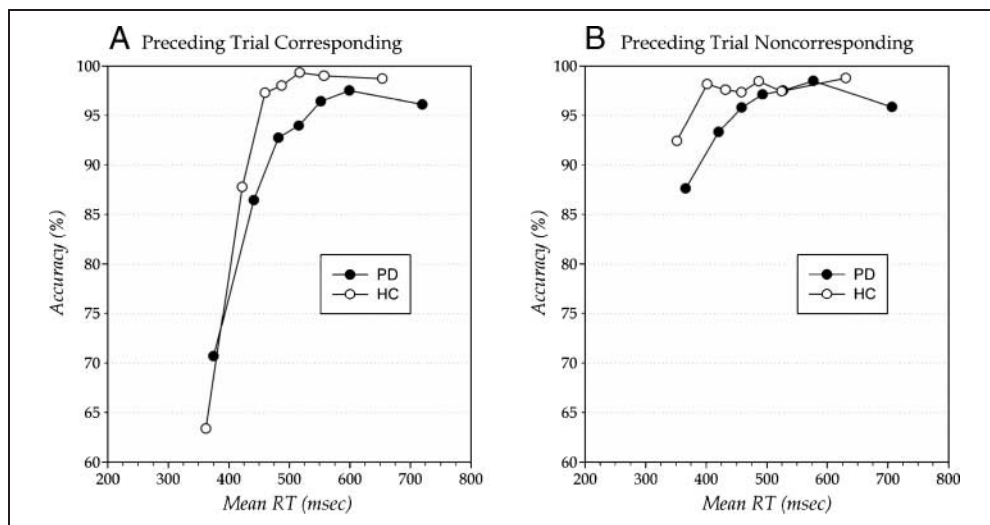 A Preceding Trial Corresponding
100
95
90
85
80
75
70
65
60
Accuracy (%)
PD
HC
200 300 400 500 600 700 800
Mean RT (msec)
B Preceding Trial Noncorresponding
100
95
90
85
80
75
70
65
60
Accuracy (%)
PD
HC
200 300 400 500 600 700 800
Mean RT (msec)